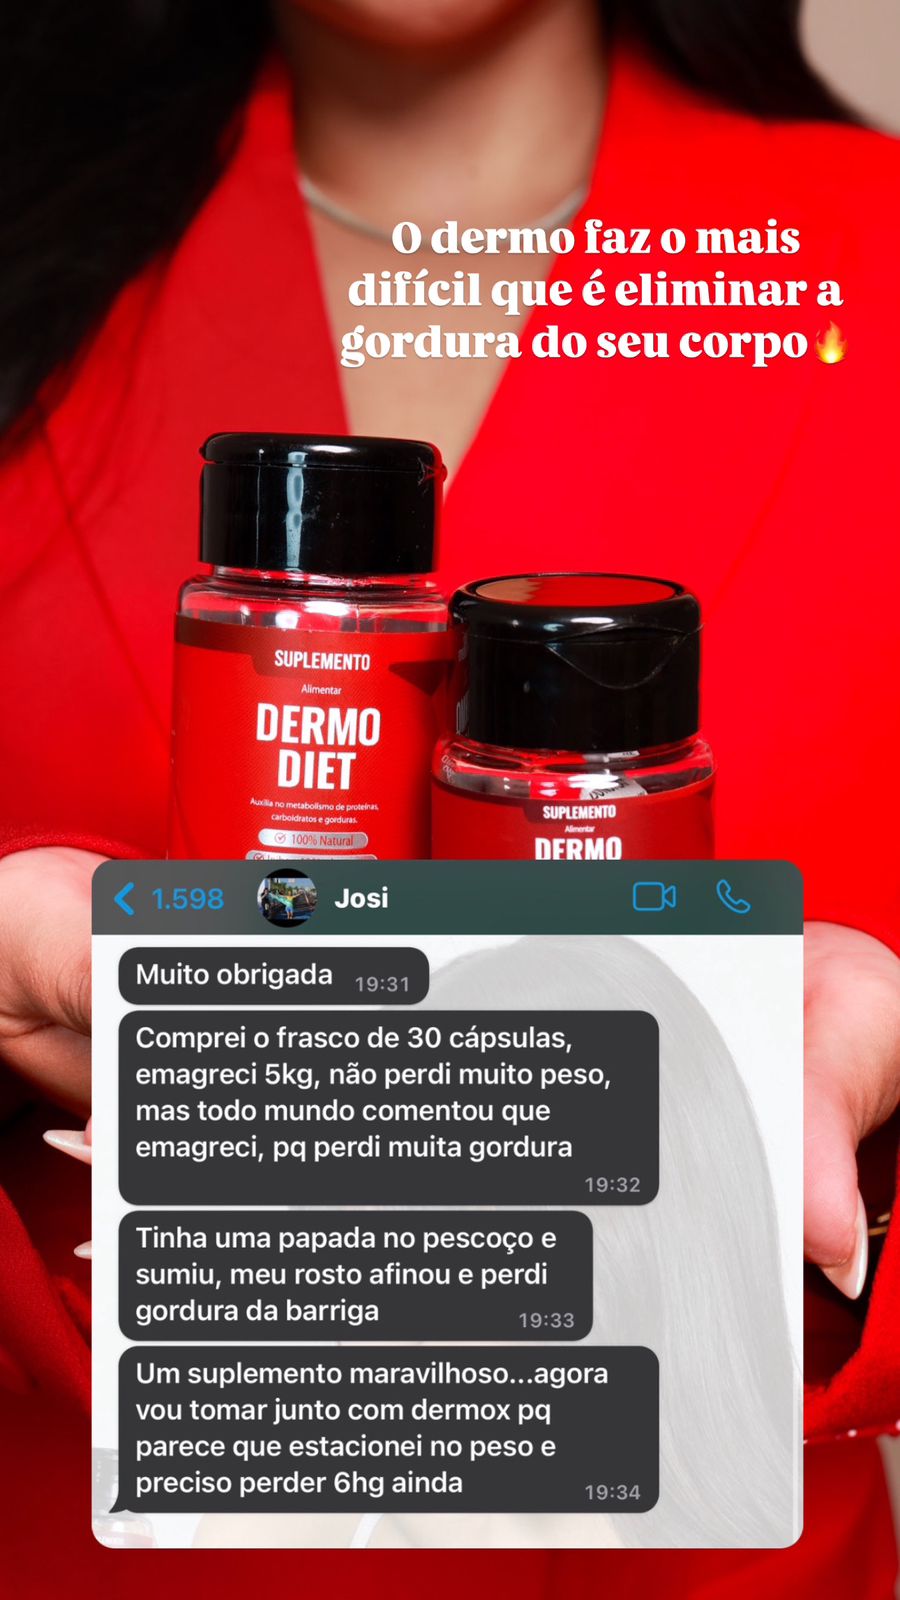 O dermo faz o mais
difícil que é eliminar a
gordura do seu corpo🔥
SUPLEMENTO
Alimentar
DERMO
DIET
Auxilia no metabolismo de proteínas,
carboidratos e gorduras.
100% Natural
SUPLEMENTO
Alimentar
DERMO
1.598
Josi
Muito obrigada 19:31
Comprei o frasco de 30 cápsulas,
emagreci 5kg, não perdi muito peso,
mas todo mundo comentou que
emagreci, pq perdi muita gordura
19:32
Tinha uma papada no pescoço e
sumiu, meu rosto afinou e perdi
gordura da barriga 19:33
Um suplemento maravilhoso...agora
vou tomar junto com dermox pq
parece que estacionei no peso e
preciso perder 6hg ainda 19:34